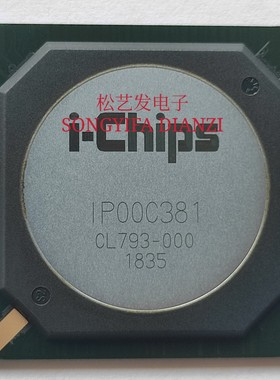 松艺发电子
SONGYIFA DIANZI
i-Chips
IP00C381
CL793-000
1835